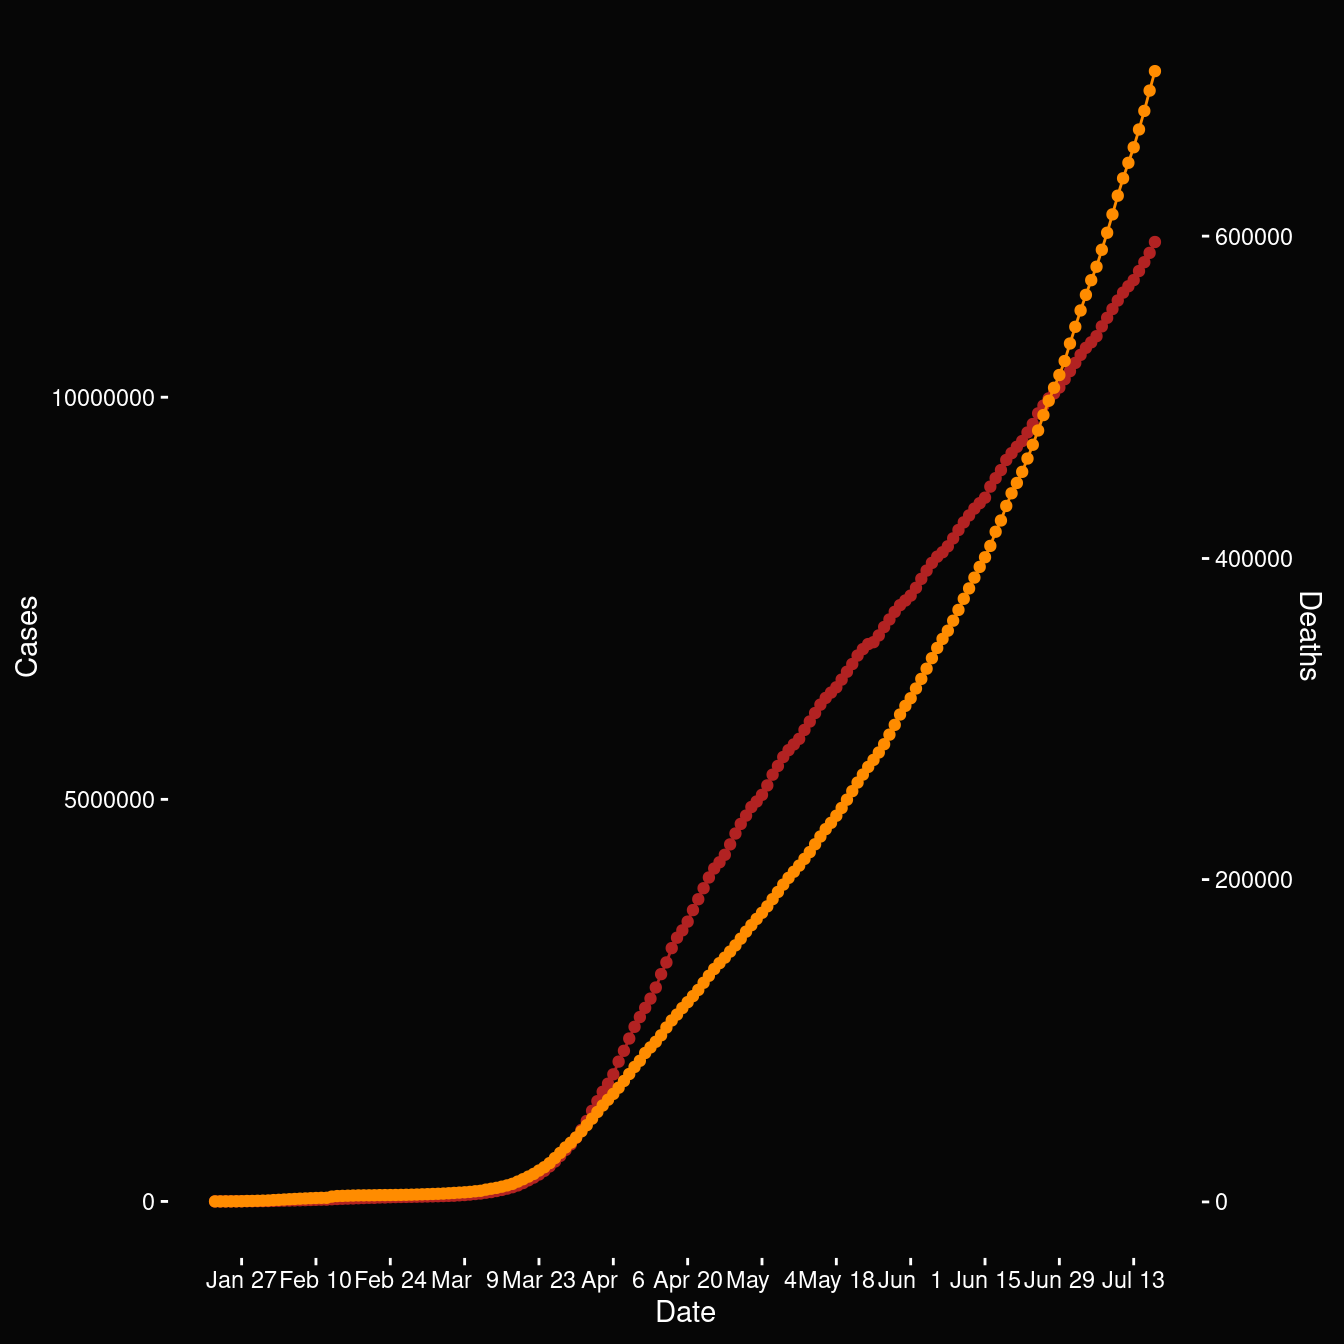 600000
10000000
400000
Cases
Deaths
5000000
200000
0
0
Jan 27 Feb 10 Feb 24 Mar 9 Mar 23 Apr 6 Apr 20 May 4 May 18 Jun 1 Jun 15 Jun 29 Jul 13
Date